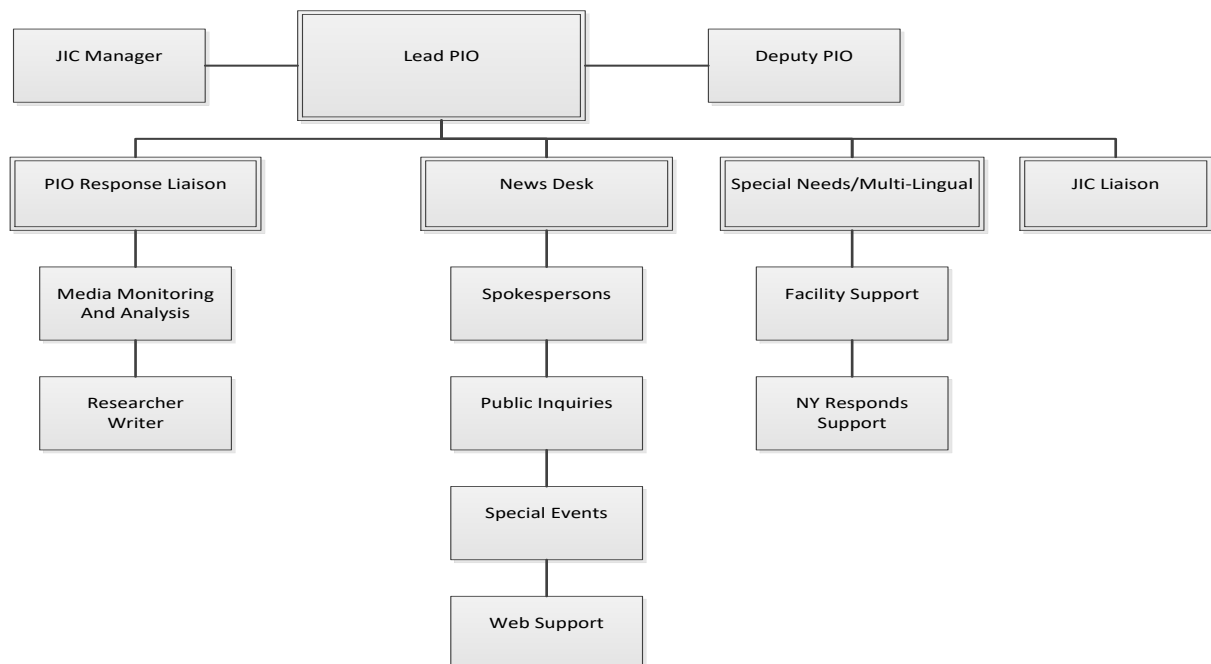 JIC Manager
Lead PIO
Deputy PIO
PIO Response Liaison
News Desk
Special Needs/Multi-Lingual
JIC Liaison
Media Monitoring
And Analysis
Spokespersons
Facility Support
Researcher
Writer
Public Inquiries
NY Responds
Support
Special Events
Web Support